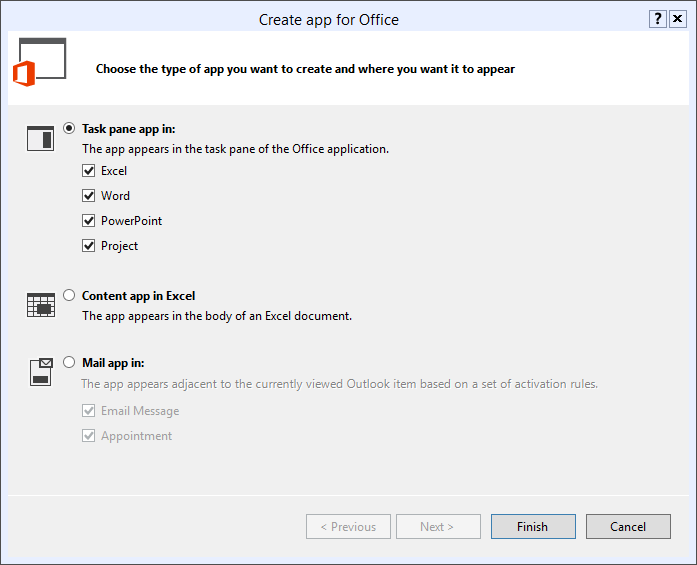 Create app for Office
?
Choose the type of app you want to create and where you want it to appear
Task pane app in:
The app appears in the task pane of the Office application.
Excel
Word
PowerPoint
Project
Content app in Excel
The app appears in the body of an Excel document.
Mail app in:
The app appears adjacent to the currently viewed Outlook item based on a set of activation rules.
Email Message
Appointment
< Previous Next > Finish Cancel